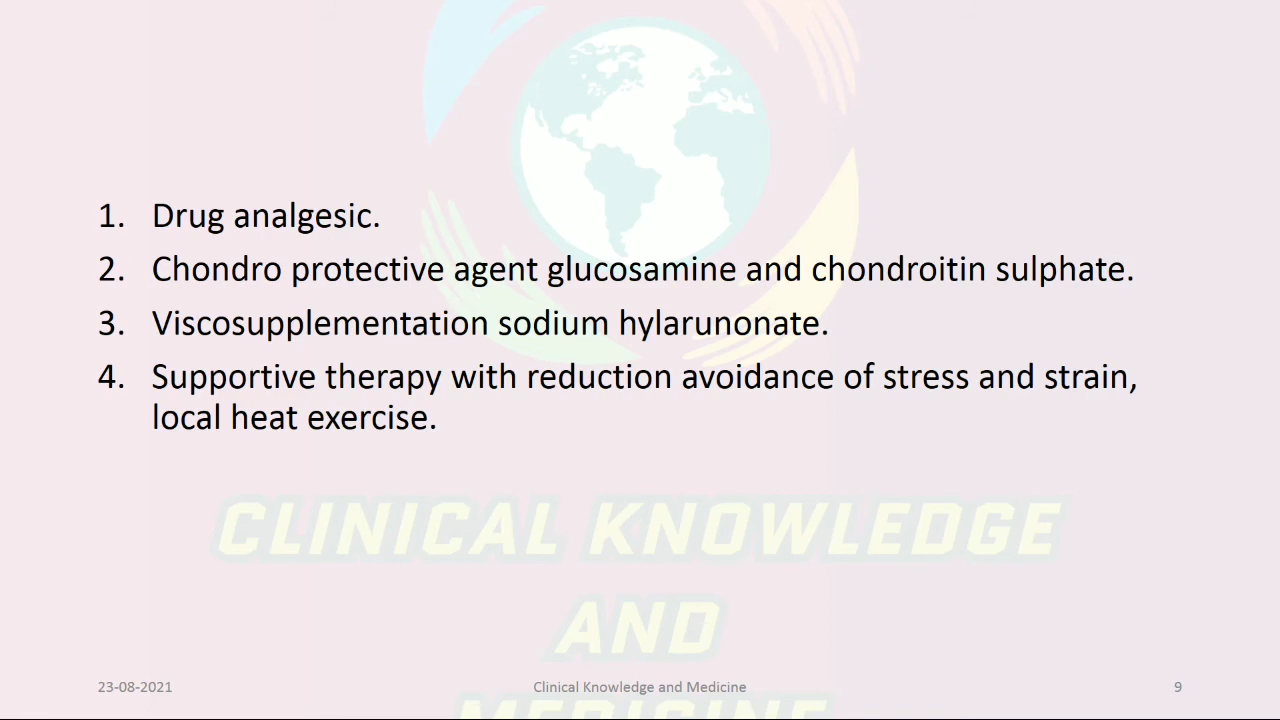 1. Drug analgesic.
2. Chondro protective agent glucosamine and chondroitin sulphate.
3. Viscosupplementation sodium hylarunonate.
4. Supportive therapy with reduction avoidance of stress and strain,
local heat exercise.
CLINICAL KNOWLEDGE
AND
MEDICINE
23-08-2021
Clinical Knowledge and Medicine
9